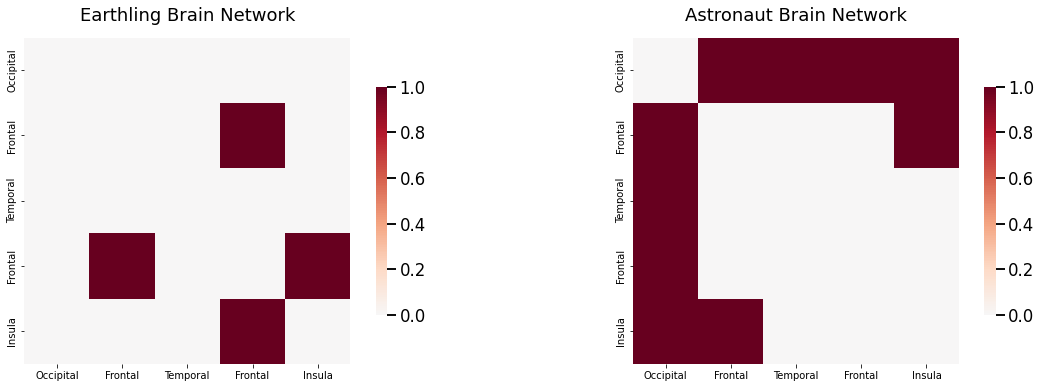 Earthling Brain Network
Occipital
Frontal
Temporal
Frontal
Insula
Occipital Frontal Temporal Frontal Insula
1.0
0.8
0.6
0.4
0.2
0.0
Astronaut Brain Network
Occipital
Frontal
Temporal
Frontal
Insula
Occipital Frontal Temporal Frontal Insula
1.0
0.8
0.6
0.4
0.2
0.0